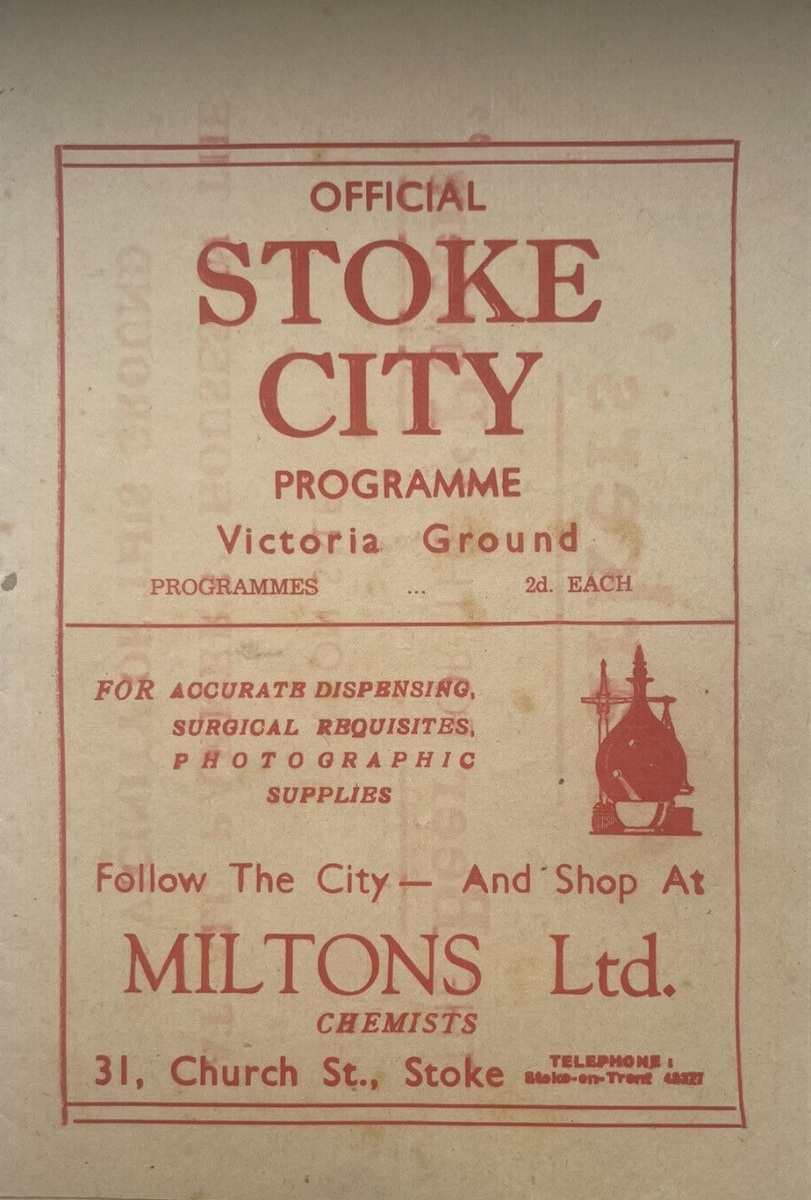 OFFICIAL
STOKE
CITY
PROGRAMME
Victoria Ground
PROGRAMMES ... 2d. EACH
FOR ACCURATE DISPENSING,
SURGICAL REQUISITES,
PHOTOGRAPHIC
SUPPLIES
Follow The City — And Shop At
MILTONS Ltd.
CHEMISTS
31, Church St., Stoke
TELEPHONE :
Stoke-on-Trent